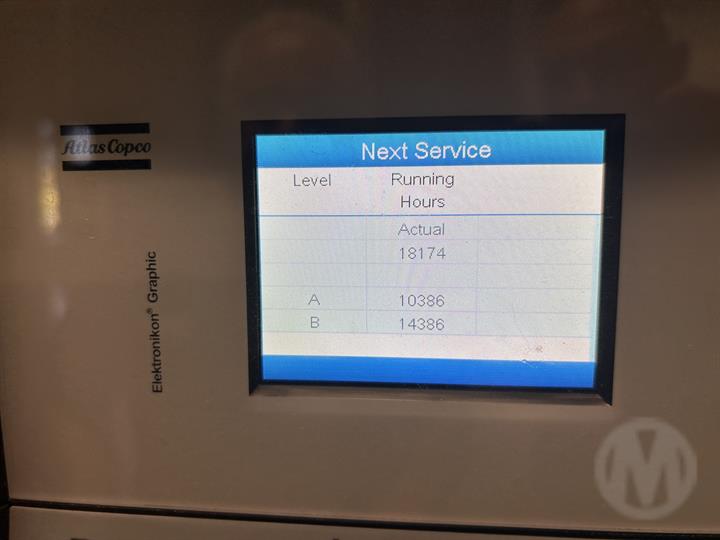 Atlas Copco
Elektronikon® Graphic
Next Service
Level Running
Hours
Actual
18174
A 10386
B 14386
M